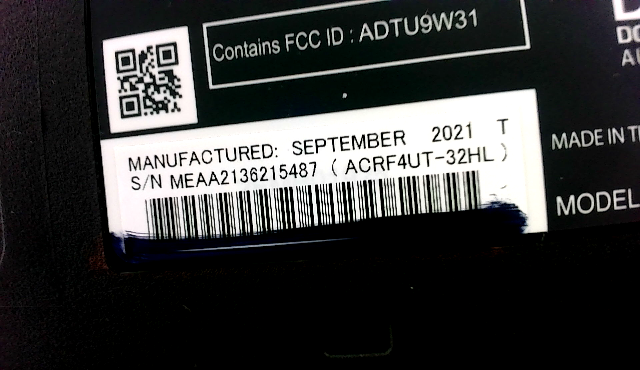 Contains FCC ID : ADTU9W31
MANUFACTURED: SEPTEMBER 2021 T
S/N MEAA2136215487 ( ACRF4UT-32HL )
MADE IN
MODEL